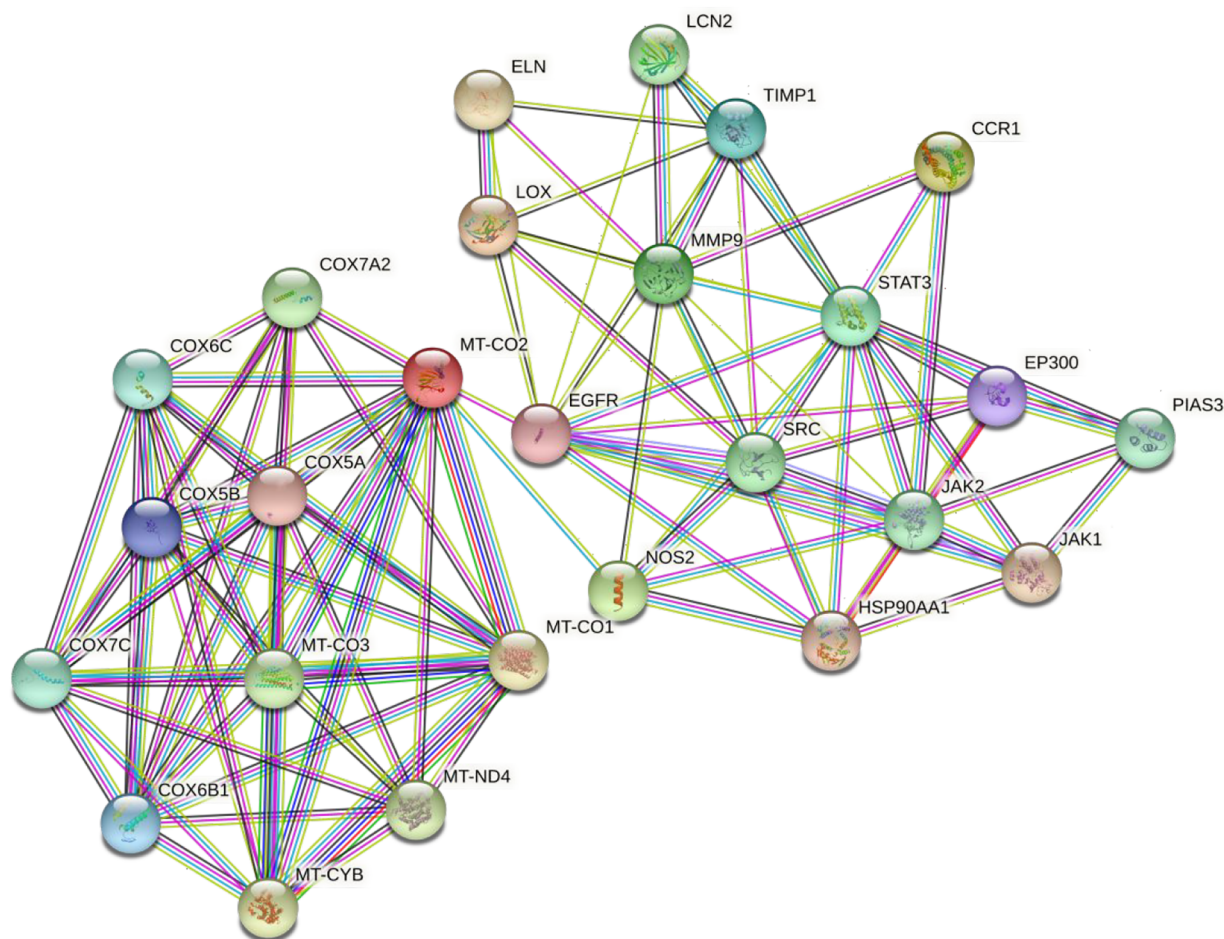 LCN2
ELN
TIMP1
CCR1
LOX
MMP9
COX7A2
STAT3
MT-CO2
COX6C
EP300
EGFR
PIAS3
SRC
COX5A
JAK2
COX5B
JAK1
NOS2
HSP90AA1
MT-CO1
COX7C
MT-CO3
MT-ND4
COX6B1
MT-CYB